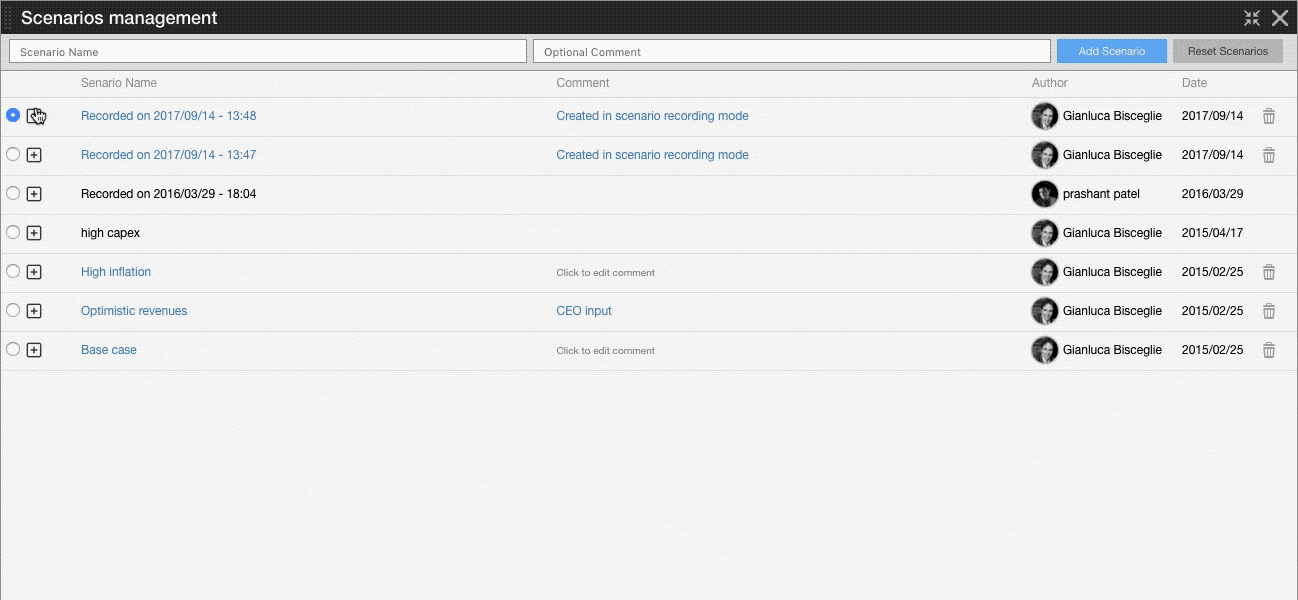 Scenarios management
Scenario Name Optional Comment Add Scenario Reset Scenarios
Senario Name Comment Author Date
Recorded on 2017/09/14 - 13:48 Created in scenario recording mode Gianluca Bisceglie 2017/09/14
Recorded on 2017/09/14 - 13:47 Created in scenario recording mode Gianluca Bisceglie 2017/09/14
Recorded on 2016/03/29 - 18:04 prashant patel 2016/03/29
high capex Gianluca Bisceglie 2015/04/17
High inflation Click to edit comment Gianluca Bisceglie 2015/02/25
Optimistic revenues CEO input Gianluca Bisceglie 2015/02/25
Base case Click to edit comment Gianluca Bisceglie 2015/02/25